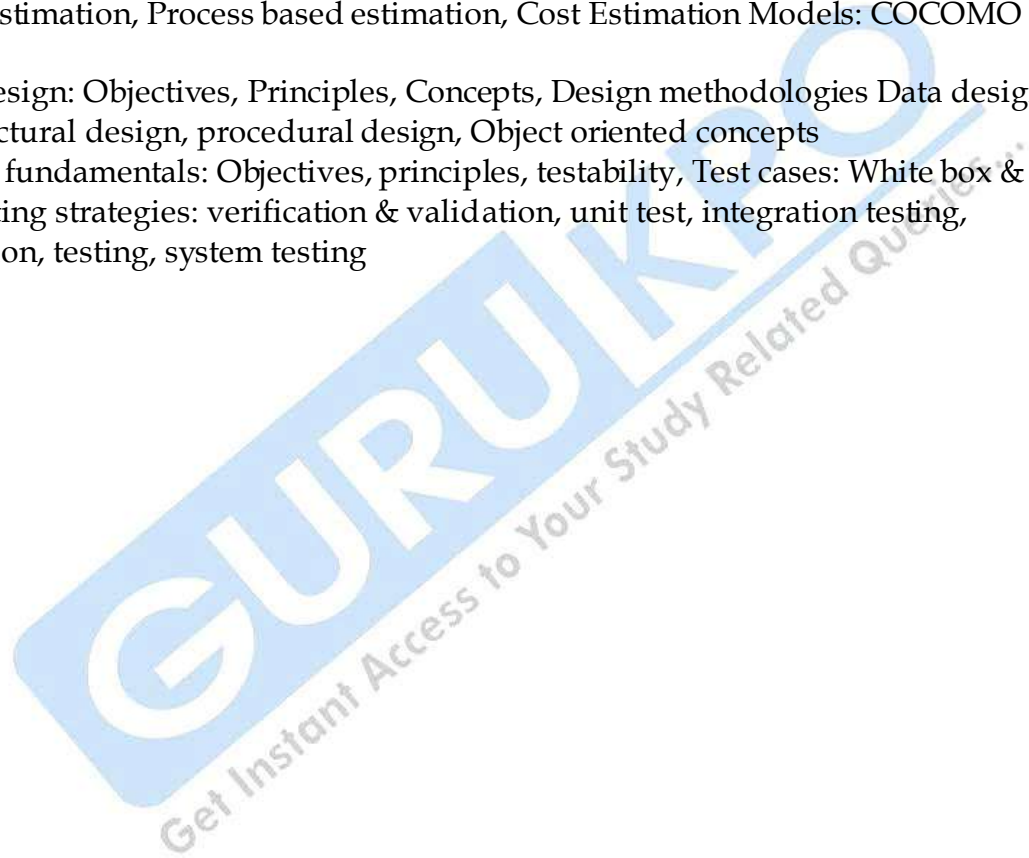 stimation, Process based estimation, Cost Estimation Models: COCOMO
esign: Objectives, Principles, Concepts, Design methodologies Data desig
ctural design, procedural design, Object oriented concepts
fundamentals: Objectives, principles, testability, Test cases: White box &
ting strategies: verification & validation, unit test, integration testing,
on, testing, system testing
GURUKPO
Get Instant Access to Your Study Related Queries...